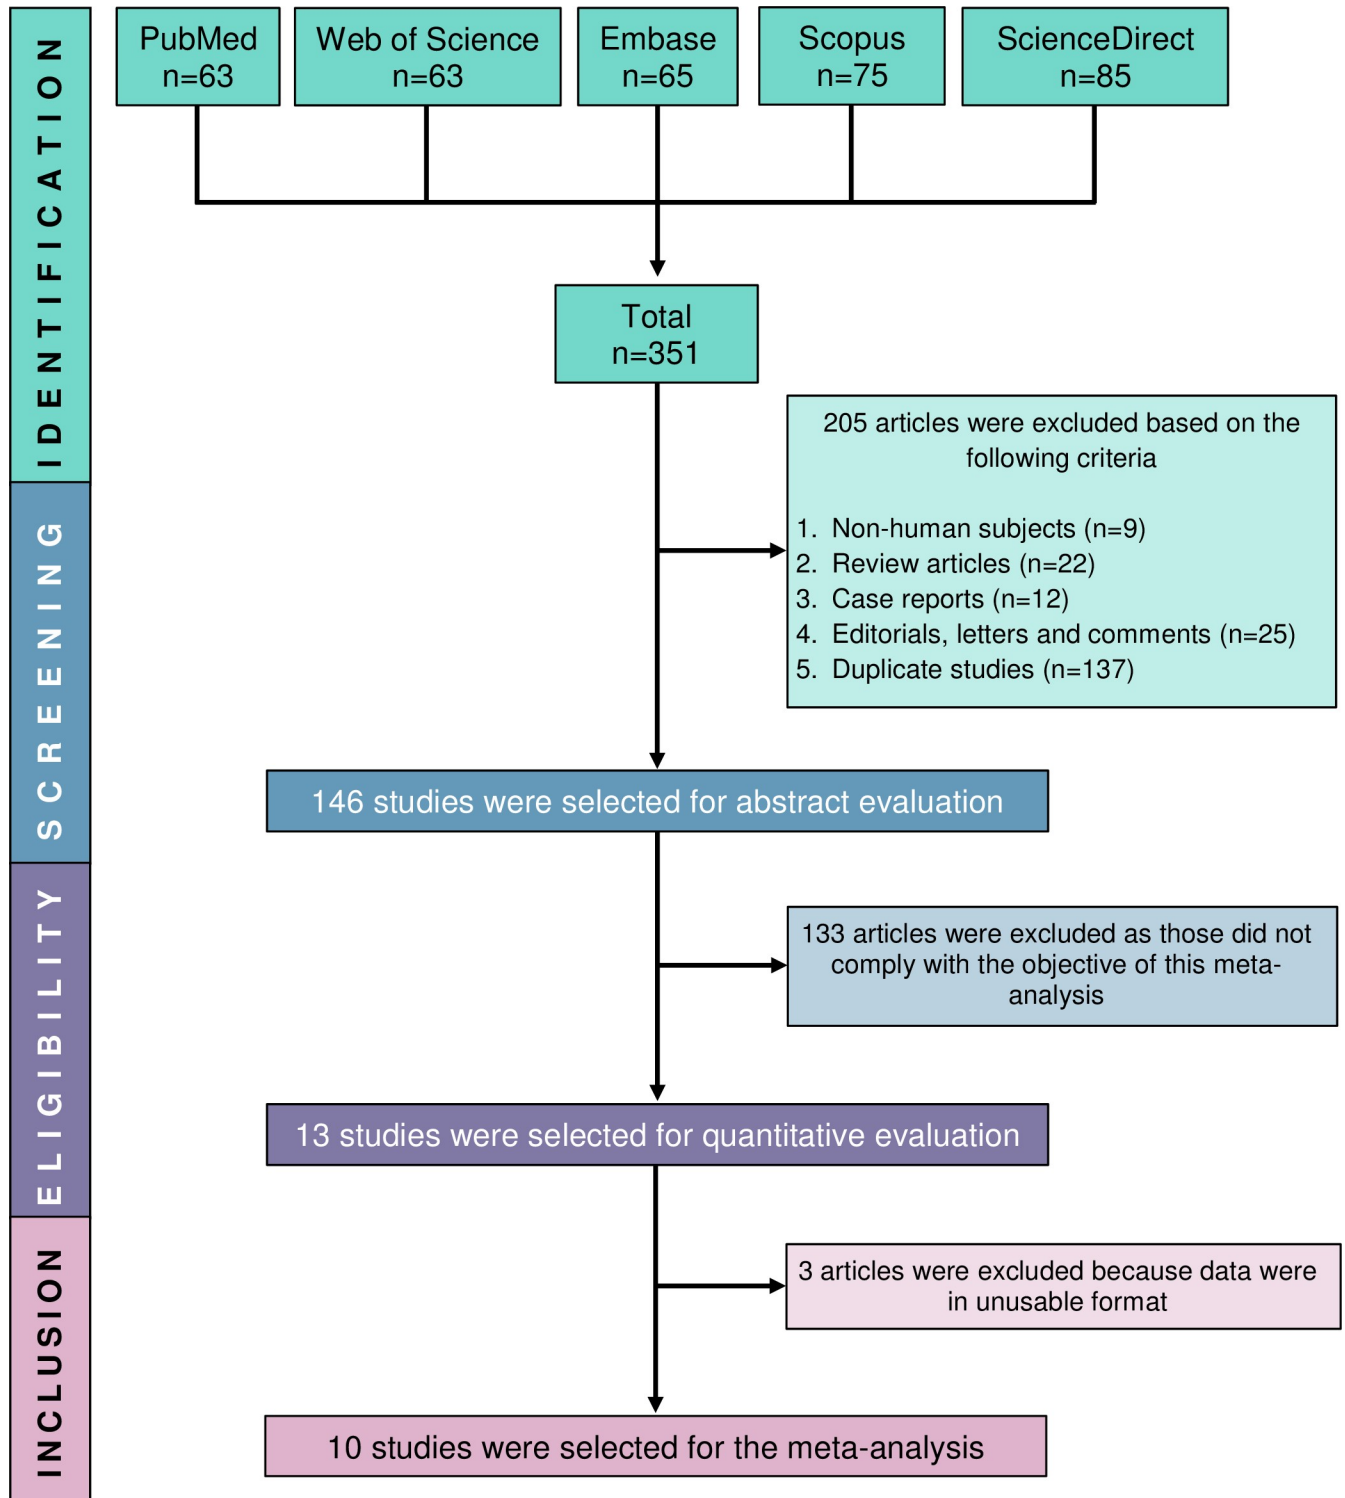 IDENTIFICATION
PubMed
n=63
Web of Science
n=63
Embase
n=65
Scopus
n=75
ScienceDirect
n=85
Total
n=351
205 articles were excluded based on the
following criteria
1. Non-human subjects (n=9)
2. Review articles (n=22)
3. Case reports (n=12)
4. Editorials, letters and comments (n=25)
5. Duplicate studies (n=137)
SCREENING
146 studies were selected for abstract evaluation
ELIGIBILITY
133 articles were excluded as those did not
comply with the objective of this meta-
analysis
13 studies were selected for quantitative evaluation
INCLUSION
3 articles were excluded because data were
in unusable format
10 studies were selected for the meta-analysis